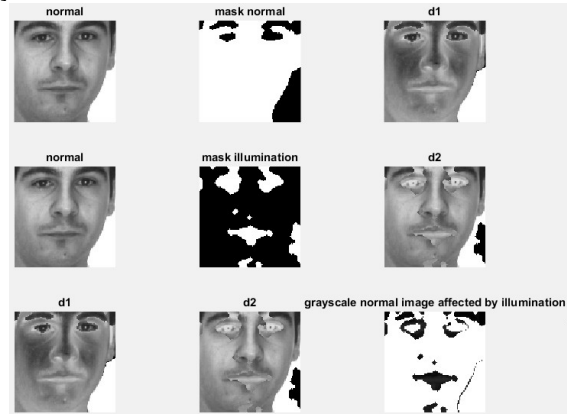 normal
mask normal
d1
normal
mask illumination
d2
d1
d2
grayscale normal image affected by illumination